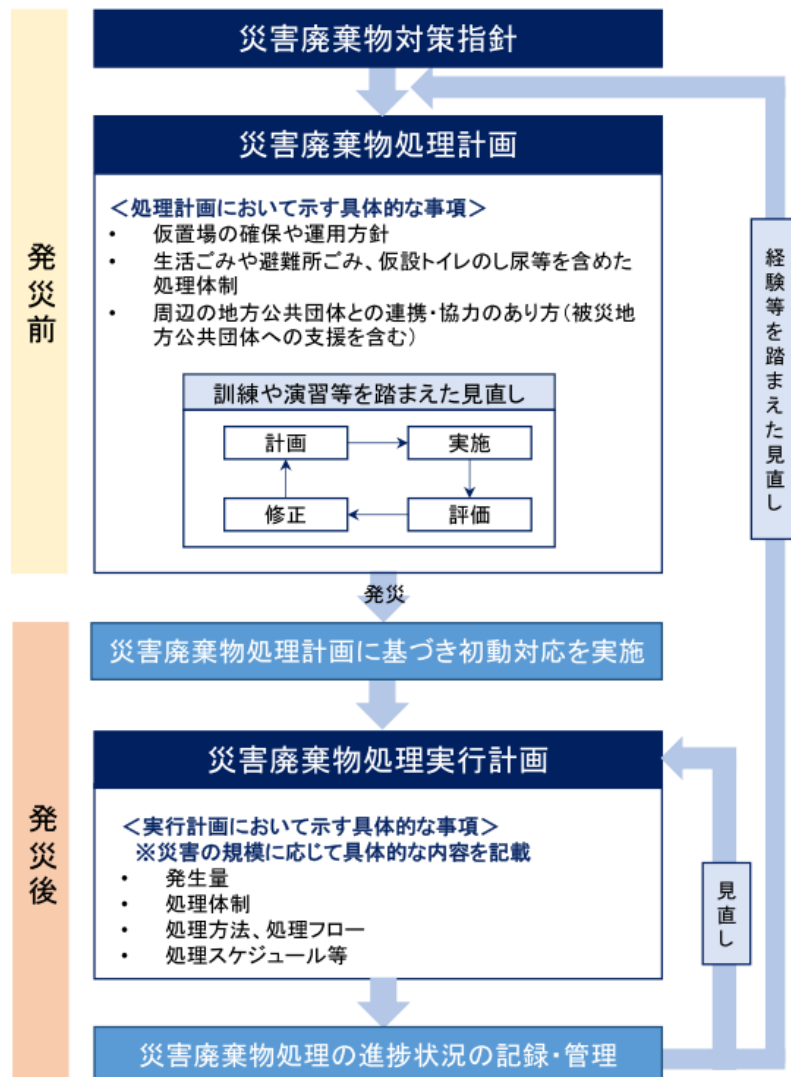 災害廃棄物対策指針
災害廃棄物処理計画
発災前
＜処理計画において示す具体的な事項＞
• 仮置場の確保や運用方針
• 生活ごみや避難所ごみ、仮設トイレのし尿等を含めた
処理体制
• 周辺の地方公共団体との連携・協力のあり方（被災地
方公共団体への支援を含む）
訓練や演習等を踏まえた見直し
計画
実施
修正
評価
経験等を踏まえた見直し
発災
災害廃棄物処理計画に基づき初動対応を実施
発災後
災害廃棄物処理実行計画
＜実行計画において示す具体的な事項＞
※災害の規模に応じて具体的な内容を記載
• 発生量
• 処理体制
• 処理方法、処理フロー
• 処理スケジュール等
見直し
災害廃棄物処理の進捗状況の記録・管理